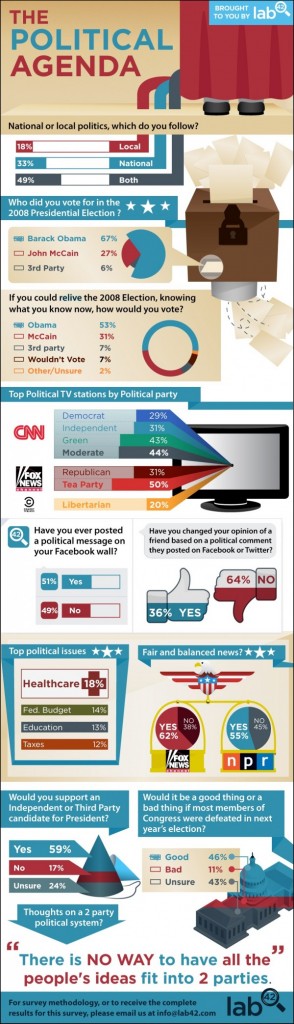 BROUGHT
TO YOU BY
lab42
THE
POLITICAL
AGENDA
National or local politics, which do you follow?
18% Local
33% National
49% Both
Who did you vote for in the
2008 Presidential Election ?
Barack Obama 67%
John McCain 27%
3rd Party 6%
If you could relive the 2008 Election, knowing
what you know now, how would you vote?
Obama 53%
McCain 31%
3rd party 7%
Wouldn't Vote 7%
Other/Unsure 2%
Top Political TV stations by Political party
CNN
Democrat 29%
Independent 31%
Green 43%
Moderate 44%
FOX
NEWS
Republican 31%
Tea Party 50%
Libertarian 20%
42
Have you ever posted
a political message on
your Facebook wall?
51% Yes
49% No
Have you changed your opinion of a
friend based on a political comment
they posted on Facebook or Twitter?
64% NO
36% YES
Top political issues
Healthcare 18%
Fed. Budget 14%
Education 13%
Taxes 12%
Fair and balanced news?
YES
62%
NO
38%
FOX
NEWS
YES
55%
NO
45%
npr
Would you support an
Independent or Third Party
candidate for President?
Yes 59%
No 17%
Unsure 24%
Would it be a good thing or a
bad thing if most members of
Congress were defeated in next
year's election?
Good 46%
Bad 11%
Unsure 43%
Thoughts on a 2 party
political system?
“There is NO WAY to have all the
people's ideas fit into 2 parties.”
For survey methodology, or to receive the complete
results for this survey, please email us at info@lab42.com
lab42